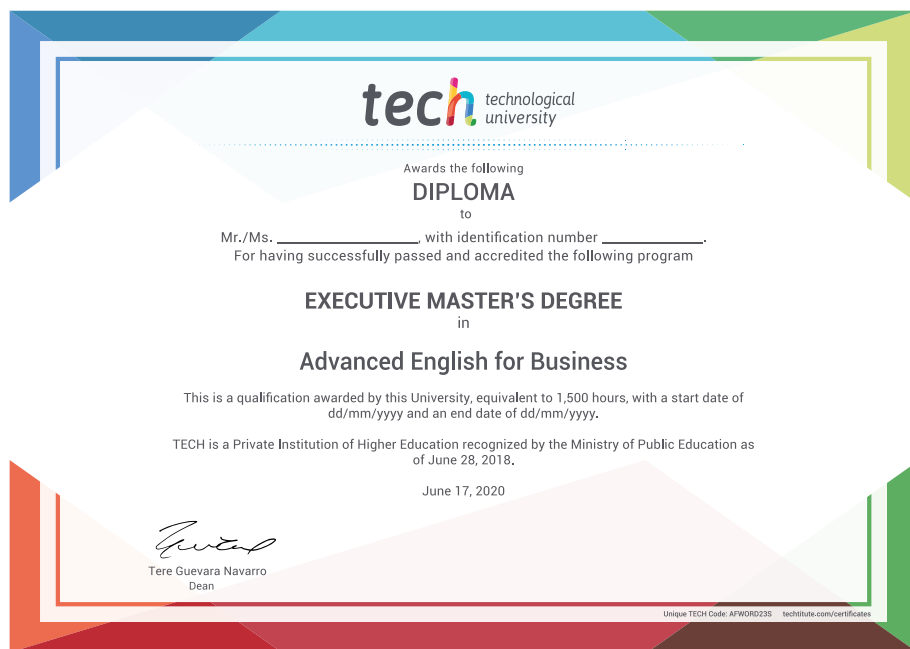 tech technological
university
Awards the following
DIPLOMA
to
Mr./Ms. ____________________, with identification number ______________.
For having successfully passed and accredited the following program
EXECUTIVE MASTER'S DEGREE
in
Advanced English for Business
This is a qualification awarded by this University, equivalent to 1,500 hours, with a start date of
dd/mm/yyyy and an end date of dd/mm/yyyy.
TECH is a Private Institution of Higher Education recognized by the Ministry of Public Education as
of June 28, 2018.
June 17, 2020
Tere Guevara Navarro
Dean
Unique TECH Code: AFWORD23S techtitute.com/certificates